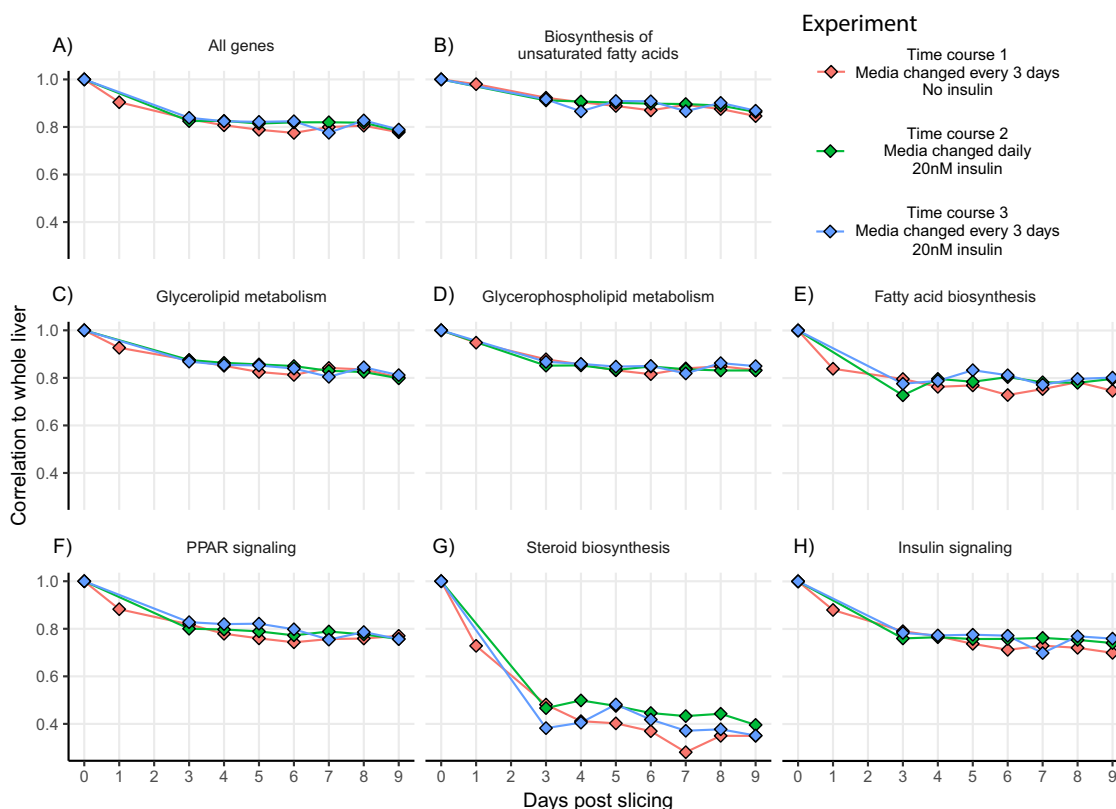 Experiment
Time course 1
Media changed every 3 days
No insulin
Time course 2
Media changed daily
20nM insulin
Time course 3
Media changed every 3 days
20nM insulin
A)
All genes
B)
Biosynthesis of
unsaturated fatty acids
1.0
0.8
0.6
0.4
C)
Glycerolipid metabolism
D)
Glycerophospholipid metabolism
E)
Fatty acid biosynthesis
1.0
0.8
0.6
0.4
Correlation to whole liver
F)
PPAR signaling
G)
Steroid biosynthesis
H)
Insulin signaling
1.0
0.8
0.6
0.4
0 1 2 3 4 5 6 7 8 9
0 1 2 3 4 5 6 7 8 9
0 1 2 3 4 5 6 7 8 9
Days post slicing